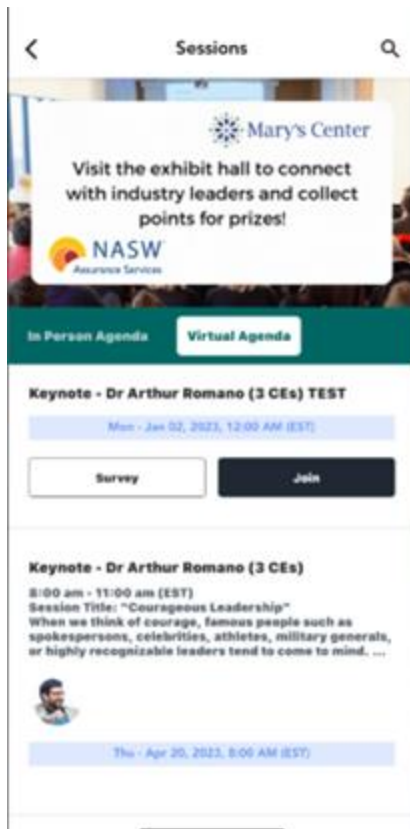 Sessions
Mary's Center
Visit the exhibit hall to connect
with industry leaders and collect
points for prizes!
NASW
Assurance Services
In Person Agenda
Virtual Agenda
Keynote - Dr Arthur Romano (3 CEs) TEST
Mon - Jan 02, 2023, 12:00 AM (EST)
Survey
Join
Keynote - Dr Arthur Romano (3 CEs)
8:00 am - 11:00 am (EST)
Session Title: "Courageous Leadership"
When we think of courage, famous people such as
spokespersons, celebrities, athletes, military generals,
or highly recognizable leaders tend to come to mind. ...
Thu - Apr 20, 2023, 8:00 AM (EST)